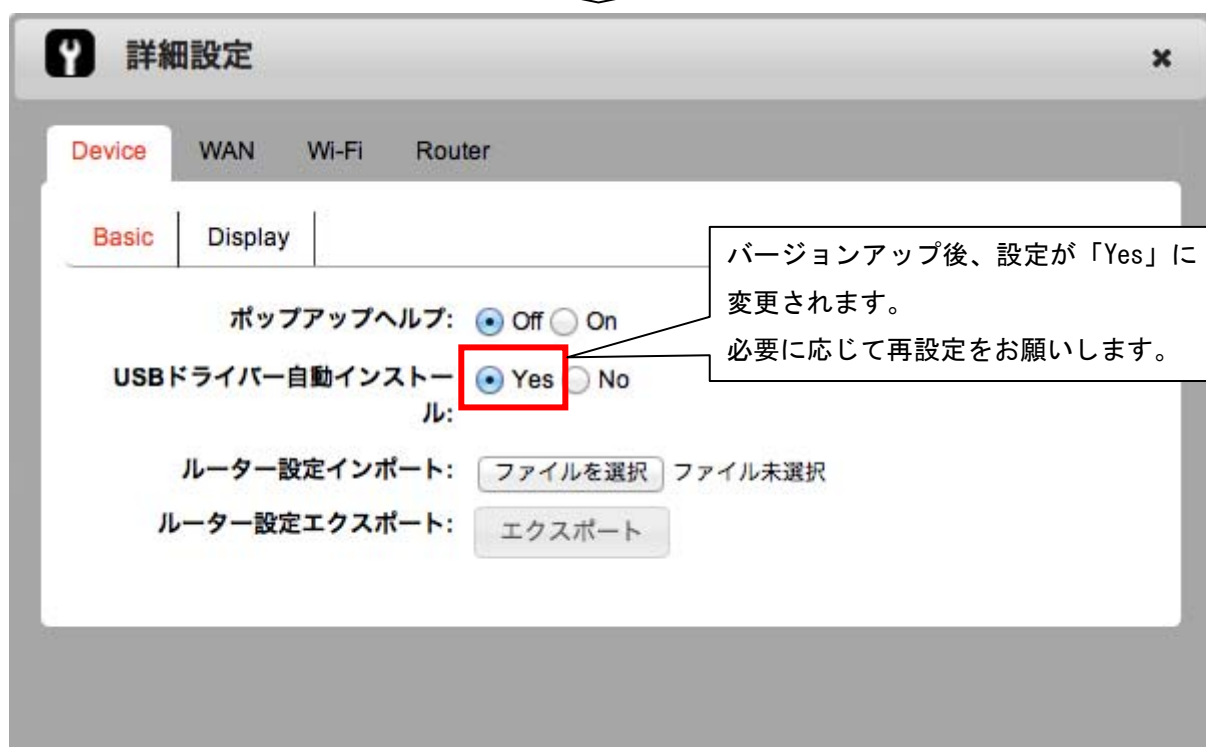 詳細設定
Device WAN Wi-Fi Router
Basic Display
バージョンアップ後、設定が「Yes」に
変更されます。
必要に応じて再設定をお願いします。
ポップアップヘルプ: Off On
USBドライバー自動インストー
ル: Yes No
ルーター設定インポート: ファイルを選択 ファイル未選択
ルーター設定エクスポート: エクスポート